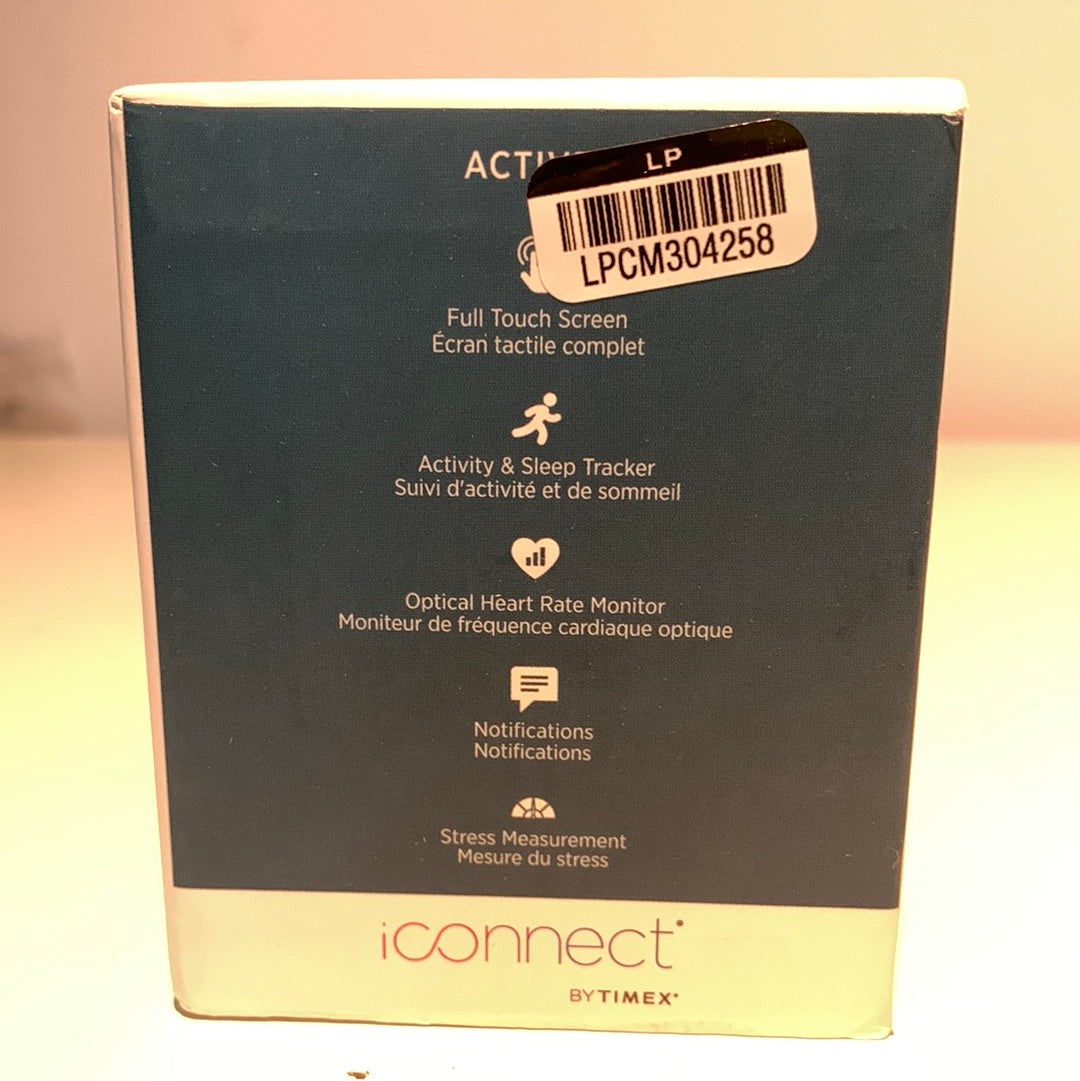 LP
LPCM304258
Full Touch Screen
Écran tactile complet
Activity & Sleep Tracker
Suivi d'activité et de sommeil
Optical Heart Rate Monitor
Moniteur de fréquence cardiaque optique
Notifications
Notifications
Stress Measurement
Mesure du stress
iconnect
BY TIMEX